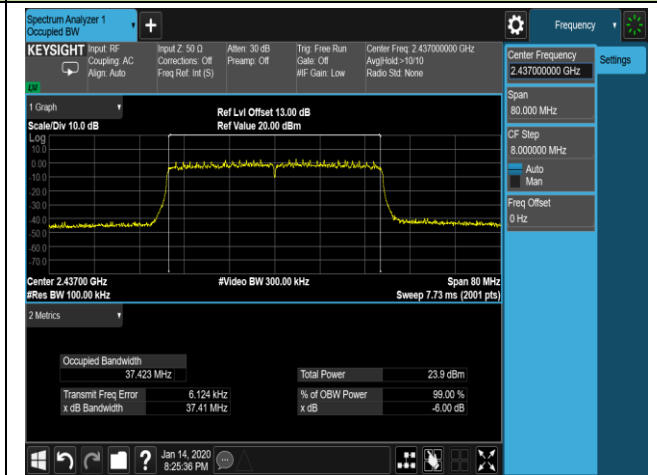 Spectrum Analyzer 1
Occupied BW
+
Frequency
KEYSIGHT
Input: RF
Coupling: AC
Align: Auto
Input Z: 50 Ω
Corrections: Off
Freq Ref: Int (S)
Atten: 30 dB
Preamp: Off
Trig: Free Run
Gate: Off
#IF Gain: Low
Center Freq: 2.437000000 GHz
Avg|Hold:>10/10
Radio Std: None
Center Frequency
2.437000000 GHz
Settings
Span
80.000 MHz
CF Step
8.000000 MHz
Auto
Man
Freq Offset
0 Hz
1 Graph
Scale/Div 10.0 dB
Ref Lvl Offset 13.00 dB
Ref Value 20.00 dBm
Log
10.0
0.00
-10.0
-20.0
-30.0
-40.0
-50.0
-60.0
-70.0
Center 2.43700 GHz
#Video BW 300.00 kHz
Span 80 MHz
#Res BW 100.00 kHz
Sweep 7.73 ms (2001 pts)
2 Metrics
Occupied Bandwidth
37.423 MHz
Total Power 23.9 dBm
Transmit Freq Error 6.124 kHz
% of OBW Power 99.00 %
x dB Bandwidth 37.41 MHz
x dB -6.00 dB
?
Jan 14, 2020
8:25:36 PM